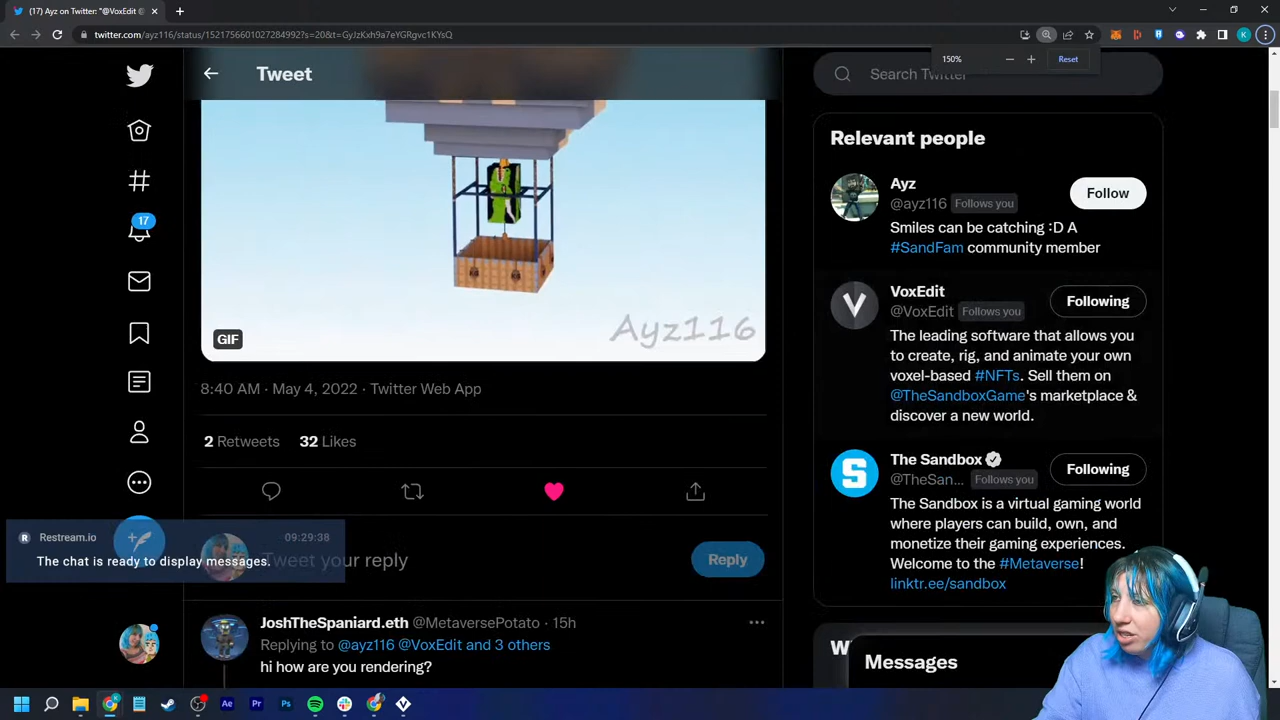 (17) Ayz on Twitter: "@VoxEdit @
twitter.com/ayz116/status/1521756601027284992?s=20&t=GyJzKxh9a7eYGRgvc1KYsQ
150%
Reset
Tweet
Search Twitter
GIF
Ayz116
8:40 AM · May 4, 2022 · Twitter Web App
2 Retweets 32 Likes
17
Tweet your reply
Reply
Restream.io
09:29:38
The chat is ready to display messages.
JoshTheSpaniard.eth @MetaversePotato · 15h
Replying to @ayz116 @VoxEdit and 3 others
hi how are you rendering?
Relevant people
Ayz
@ayz116 Follows you
Follow
Smiles can be catching :D A
#SandFam community member
VoxEdit
@VoxEdit Follows you
Following
The leading software that allows you
to create, rig, and animate your own
voxel-based #NFTs. Sell them on
@TheSandboxGame's marketplace &
discover a new world.
The Sandbox
@TheSan... Follows you
Following
The Sandbox is a virtual gaming world
where players can build, own, and
monetize their gaming experiences.
Welcome to the #Metaverse!
linktr.ee/sandbox
W
Messages
Ae
Pr
Ps